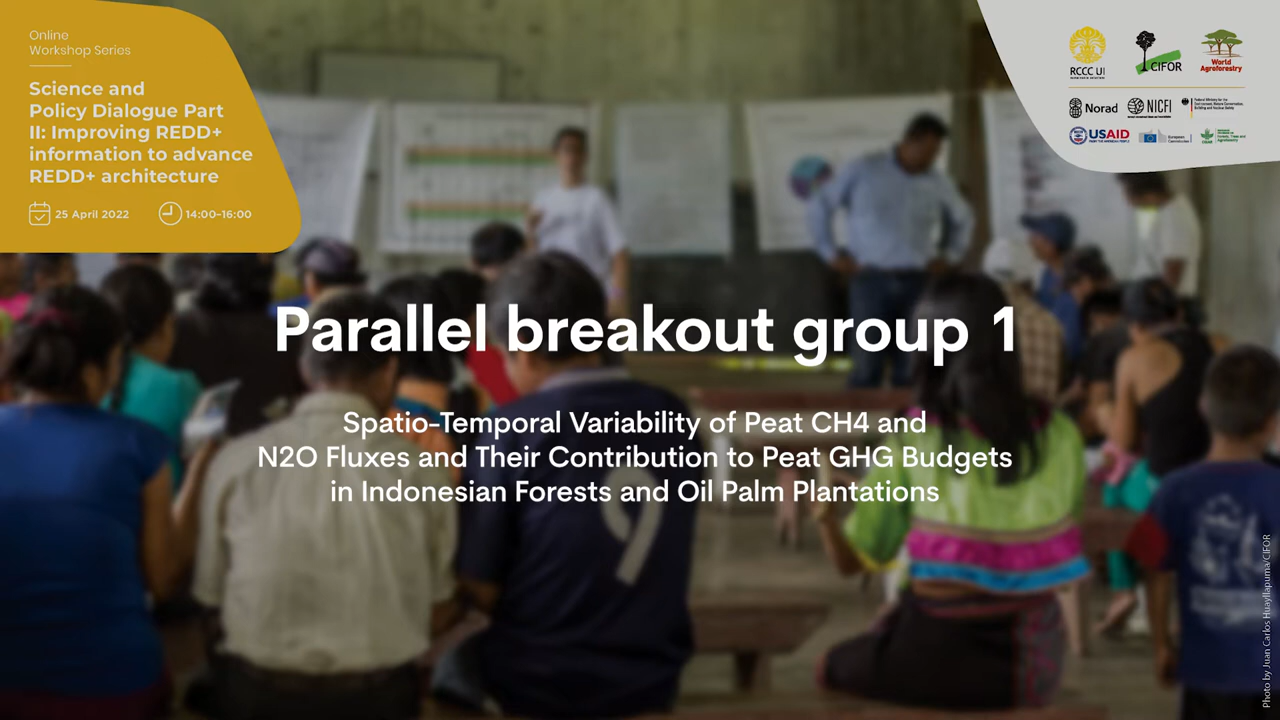 Online
Workshop Series
Science and
Policy Dialogue Part
II: Improving REDD+
information to advance
REDD+ architecture
25 April 2022
14:00-16:00
RCCC UI
CIFOR
World
Agroforestry
Norad
NICFI
USAID
Parallel breakout group 1
Spatio-Temporal Variability of Peat CH4 and
N2O Fluxes and Their Contribution to Peat GHG Budgets
in Indonesian Forests and Oil Palm Plantations
9
Photo by Juan Carlos Huayllapuma/CIFOR